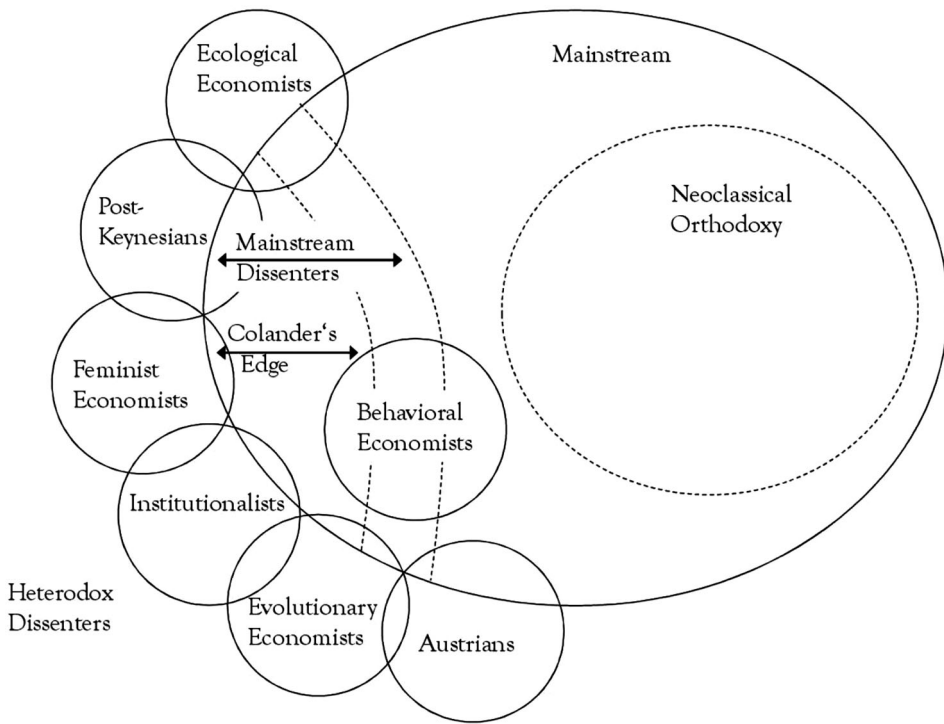 Ecological
Economists
Mainstream
Neoclassical
Orthodoxy
Post-
Keynesians
Mainstream
Dissenters
Colander‘s
Edge
Feminist
Economists
Behavioral
Economists
Institutionalists
Heterodox
Dissenters
Evolutionary
Economists
Austrians